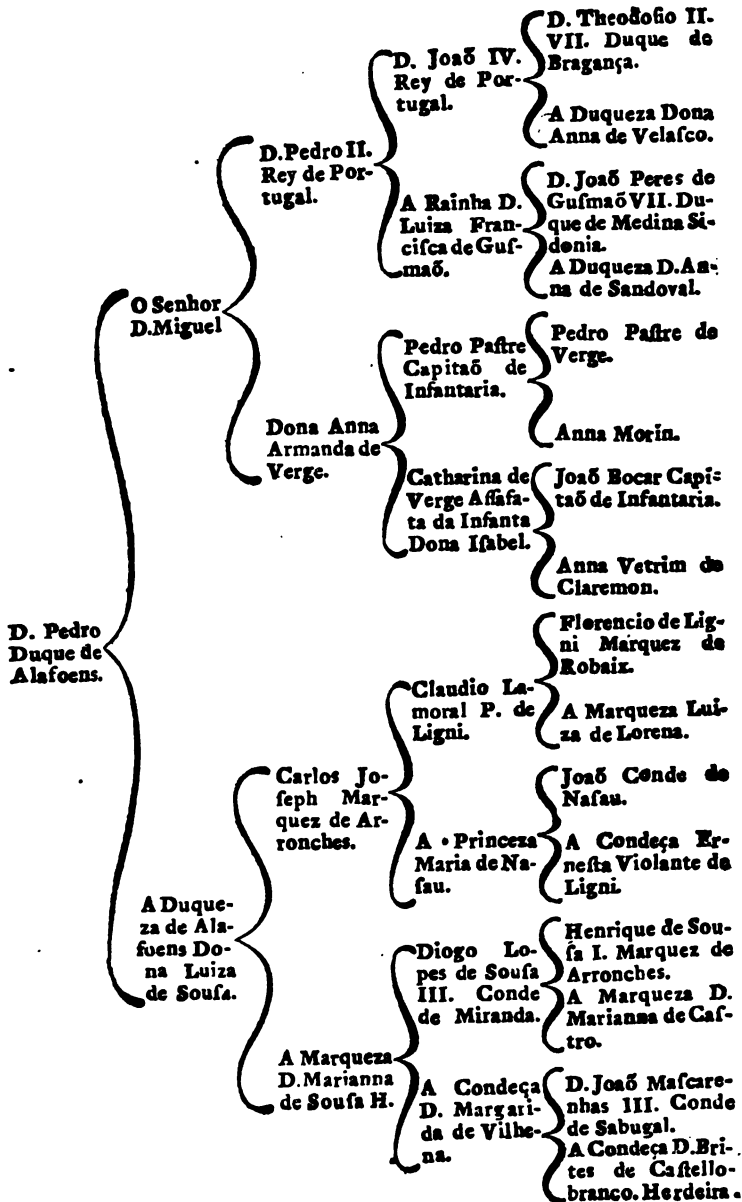 D. Pedro
Duque de
Alafoens.
O Senhor
D.Miguel
D.Pedro II.
Rey de Por-
tugal.
D. Joaõ IV.
Rey de Por-
tugal.
D. Theodoſio II.
VII. Duque de
Bragança.
A Duqueza Dona
Anna de Velaſco.
A Rainha D.
Luiza Fran-
ciſca de Guſ-
maõ.
D. Joaõ Peres de
Guſmaõ VII. Du-
que de Medina Si-
donia.
A Duqueza D.An-
na de Sandoval.
Dona Anna
Armanda de
Verge.
Pedro Paſtre
Capitaõ de
Infantaria.
Pedro Paſtre de
Verge.
Anna Morin.
Catharina de
Verge Aſſafa-
ta da Infanta
Dona Iſabel.
Joaõ Bocar Capi-
taõ de Infantaria.
Anna Vetrim de
Claremon.
A Duque-
za de Ala-
foens Do-
na Luiza
de Souſa.
Carlos Jo-
ſeph Mar-
quez de Ar-
ronches.
Claudio La-
moral P. de
Ligni.
Florencio de Lig-
ni Marquez de
Robaix.
A Marqueza Lui-
za de Lorena.
A Princeza
Maria de Na-
ſau.
Joaõ Conde de
Naſau.
A Condeça Er-
neſta Violante de
Ligni.
A Marqueza
D.Marianna
de Souſa H.
Diogo Lo-
pes de Souſa
III. Conde
de Miranda.
Henrique de Sou-
ſa I. Marquez de
Arronches.
A Marqueza D.
Marianna de Caſ-
tro.
A Condeça
D. Margari-
da de Vilhe-
na.
D. Joaõ Maſcare-
nhas III. Conde
de Sabugal.
A Condeça D.Bri-
tes de Caſtello-
branco. Herdeira.